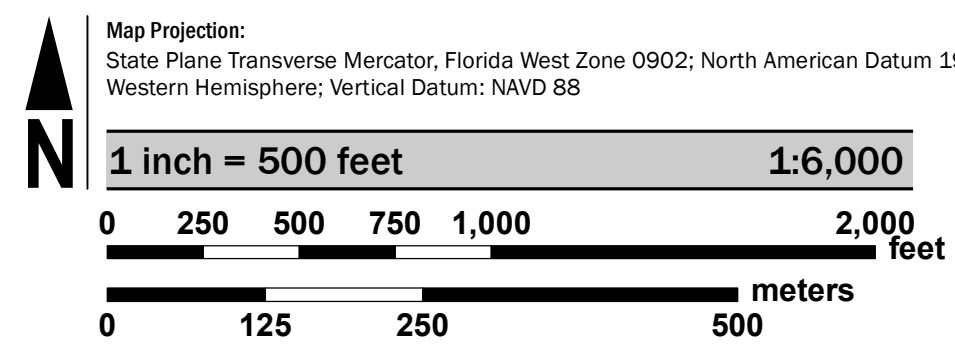 Map Projection:
State Plane Transverse Mercator, Florida West Zone 0902; North American Datum
Western Hemisphere; Vertical Datum: NAVD 88
N
1 inch = 500 feet 1:6,000
0 250 500 750 1,000 2,000
feet
meters
0 125 250 500